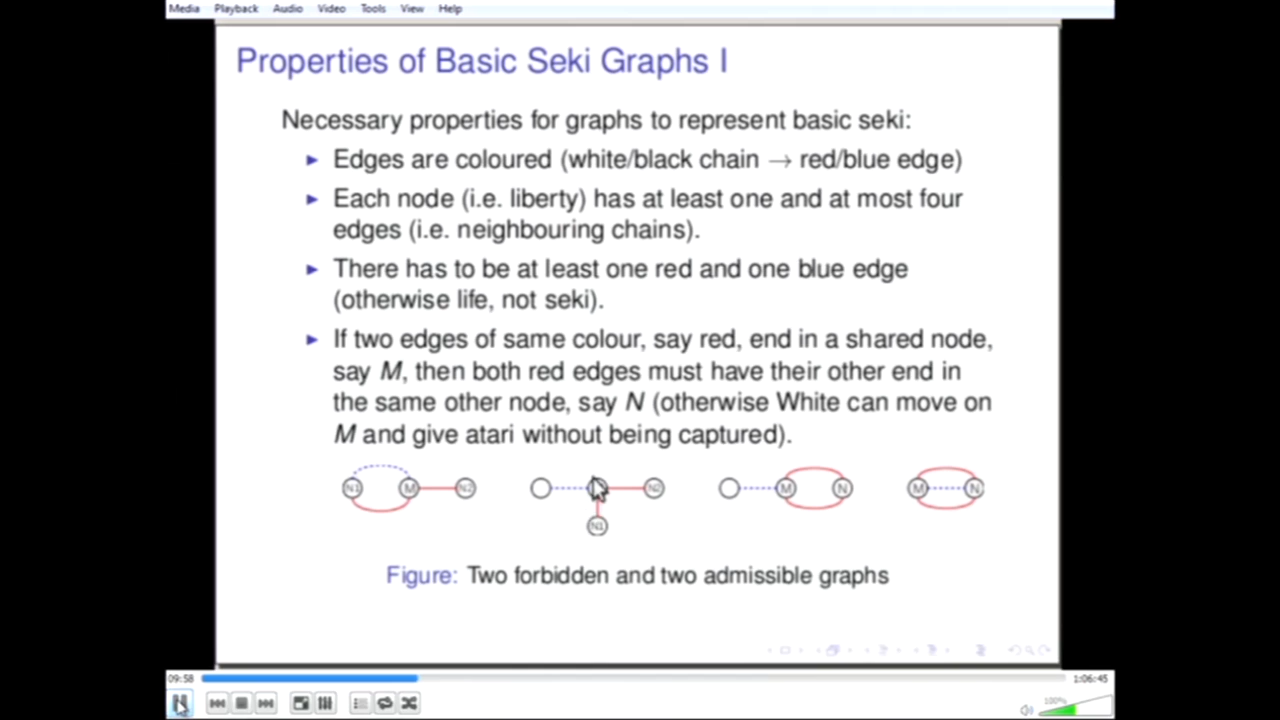 Media Playback Audio Video Tools View Help
Properties of Basic Seki Graphs I
Necessary properties for graphs to represent basic seki:
► Edges are coloured (white/black chain → red/blue edge)
► Each node (i.e. liberty) has at least one and at most four
edges (i.e. neighbouring chains).
► There has to be at least one red and one blue edge
(otherwise life, not seki).
► If two edges of same colour, say red, end in a shared node,
say M, then both red edges must have their other end in
the same other node, say N (otherwise White can move on
M and give atari without being captured).
N1 M N2 N2 M N M N
N1
Figure: Two forbidden and two admissible graphs
09:58 1:06:45
100%